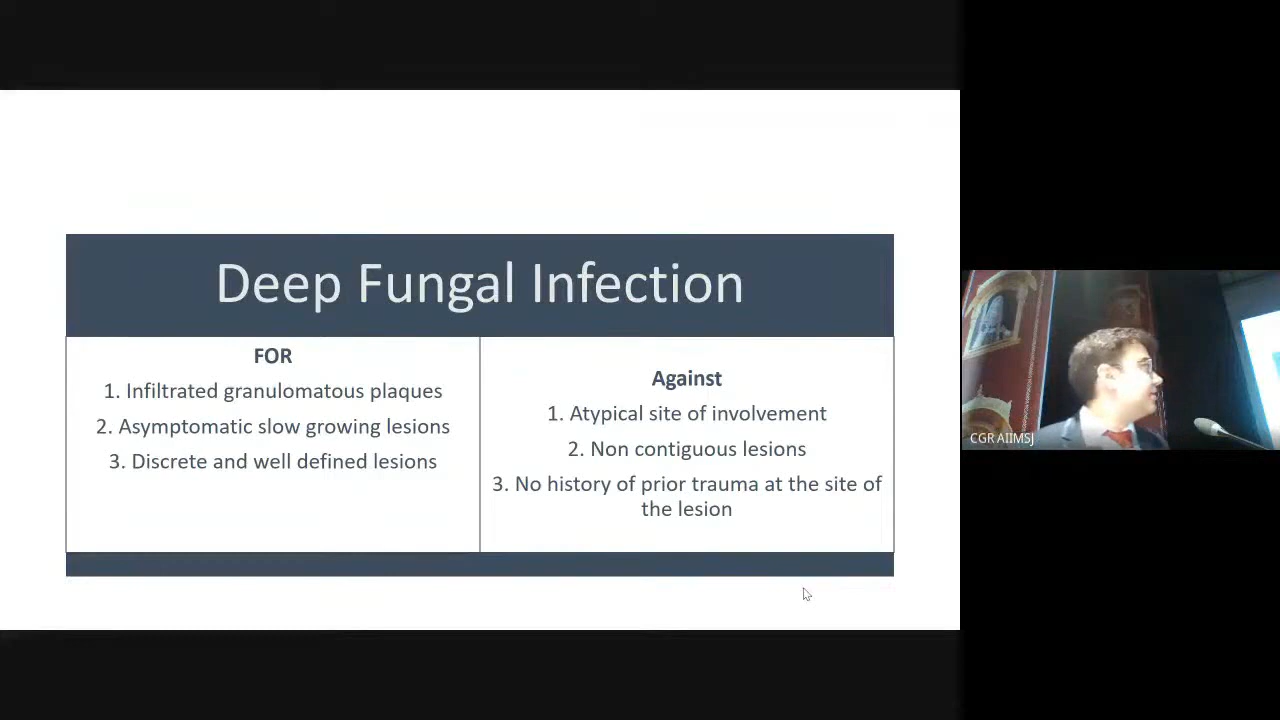 Deep Fungal Infection
FOR
1. Infiltrated granulomatous plaques
2. Asymptomatic slow growing lesions
3. Discrete and well defined lesions
Against
1. Atypical site of involvement
2. Non contiguous lesions
3. No history of prior trauma at the site of
the lesion
CGR AIIMSJ